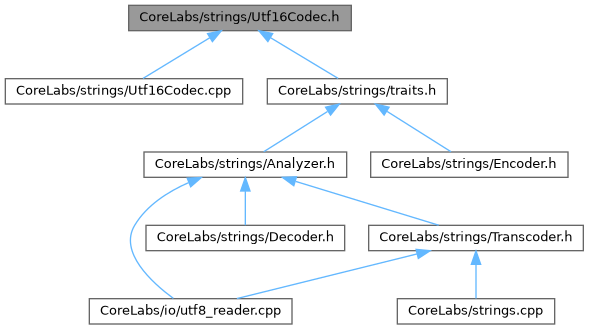 CoreLabs/strings/Utf16Codec.h
CoreLabs/strings/Utf16Codec.cpp
CoreLabs/strings/traits.h
CoreLabs/strings/Analyzer.h
CoreLabs/strings/Encoder.h
CoreLabs/strings/Decoder.h
CoreLabs/strings/Transcoder.h
CoreLabs/io/utf8_reader.cpp
CoreLabs/strings.cpp